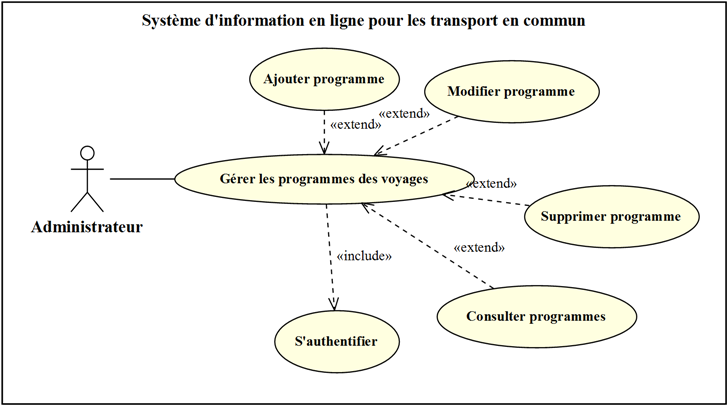 Système d'information en ligne pour les transport en commun
Ajouter programme
Modifier programme
«extend»
«extend»
Gérer les programmes des voyages
«extend»
Administrateur
Supprimer programme
«include»
«extend»
Consulter programmes
S'authentifier